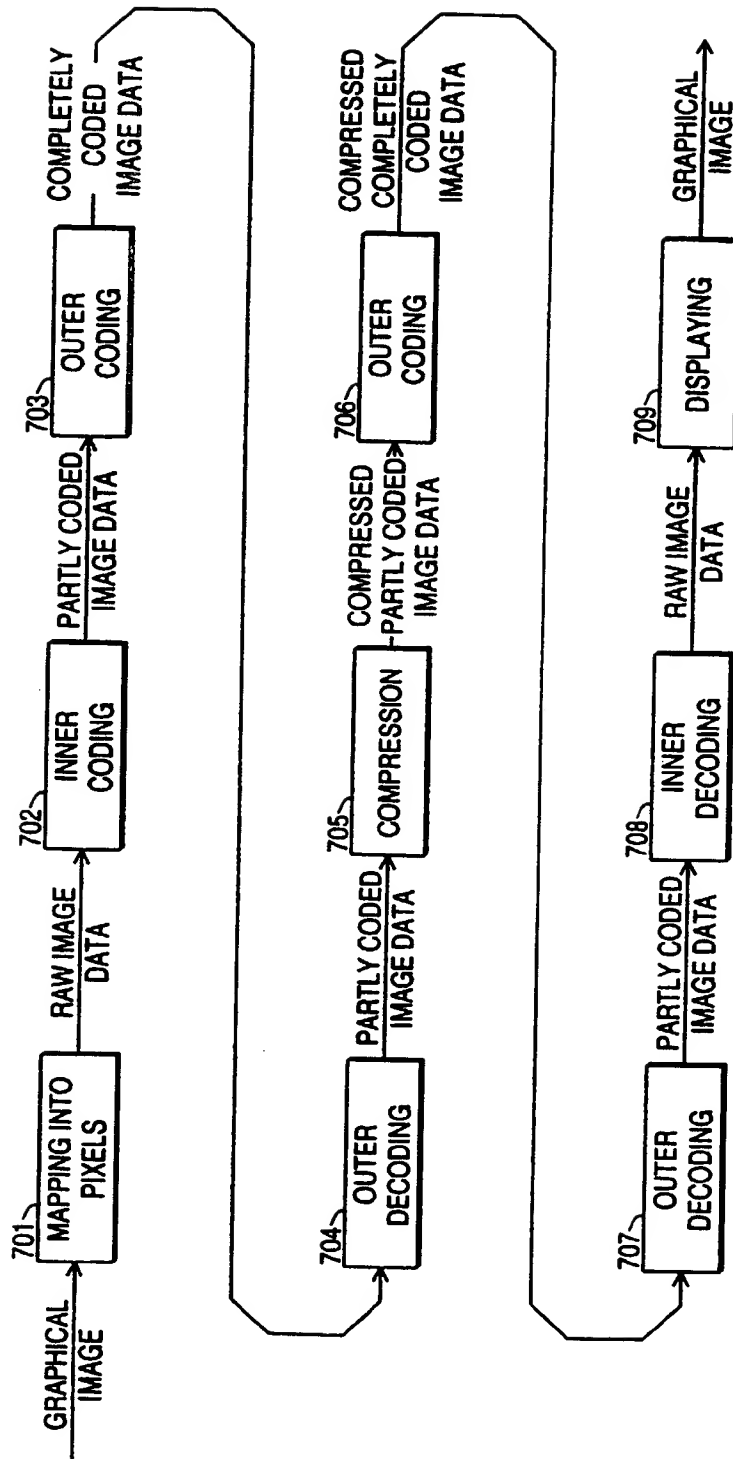 GRAPHICAL
IMAGE
701
MAPPING INTO
PIXELS
RAW IMAGE
DATA
702
INNER
CODING
PARTLY CODED
IMAGE DATA
703
OUTER
CODING
COMPLETELY
CODED
IMAGE DATA
704
OUTER
DECODING
PARTLY CODED
IMAGE DATA
705
COMPRESSION
COMPRESSED
PARTLY CODED
IMAGE DATA
706
OUTER
CODING
COMPRESSED
COMPLETELY
CODED
IMAGE DATA
707
OUTER
DECODING
PARTLY CODED
IMAGE DATA
708
INNER
DECODING
RAW IMAGE
DATA
709
DISPLAYING
GRAPHICAL
IMAGE